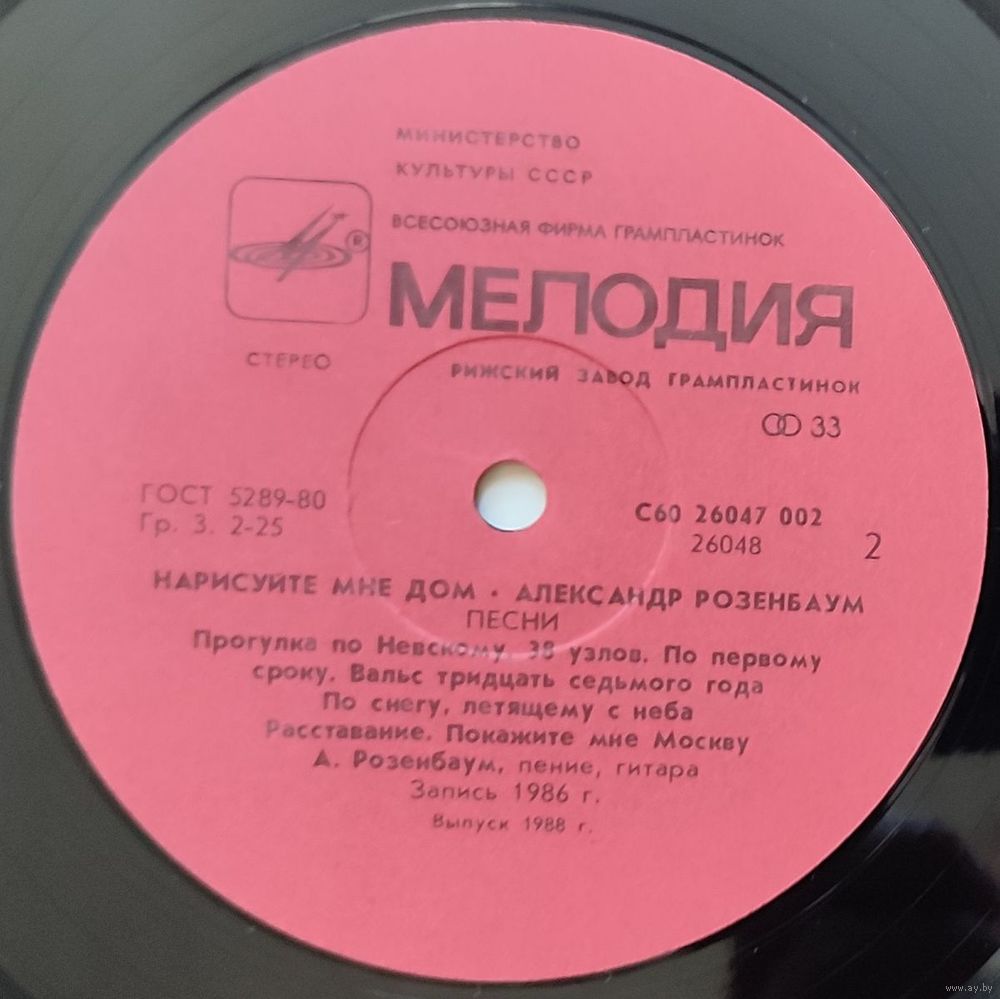 МИНИСТЕРСТВО
КУЛЬТУРЫ СССР
ВСЕСОЮЗНАЯ ФИРМА ГРАМПЛАСТИНОК
®
МЕЛОДИЯ
СТЕРЕО
РИЖСКИЙ ЗАВОД ГРАМПЛАСТИНОК
33
ГОСТ 5289-80
Гр. 3. 2-25
С60 26047 002
26048
2
НАРИСУЙТЕ МНЕ ДОМ • АЛЕКСАНДР РОЗЕНБАУМ
ПЕСНИ
Прогулка по Невскому. 38 узлов. По первому
сроку. Вальс тридцать седьмого года
По снегу, летящему с неба
Расставание. Покажите мне Москву
А. Розенбаум, пение, гитара
Запись 1986 г.
Выпуск 1988 г.
www.ay.by